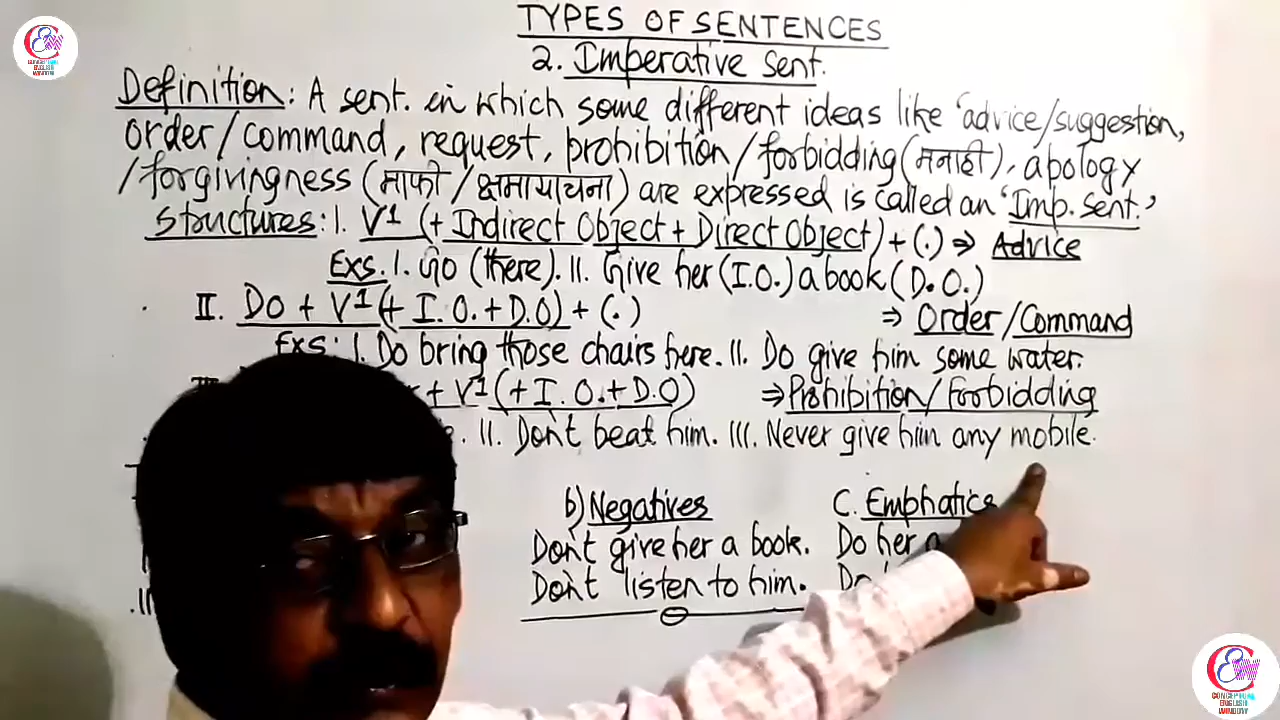 TYPES OF SENTENCES
2. Imperative Sent.
Definition: A sent. in which some different ideas like 'advice/suggestion,
order/command, request, prohibition/forbidding (मनाही), apology
/forgivingness (माफी/क्षमायाचना) are expressed is called an 'Imp. sent.'
Structures: I. V1 (+ Indirect Object + Direct Object) + (.) ⇒ Advice
Exs. I. Go (there). II. Give her (I.O.) a book (D.O.)
II. Do + V1 (+ I.O. + D.O) + (.) ⇒ Order/Command
Exs: I. Do bring those chairs here. II. Do give him some water.
+ V1 (+ I.O. + D.O) ⇒ Prohibition/Forbidding
II. Don't beat him. III. Never give him any mobile.
b) Negatives C. Emphatics
Don't give her a book. Do her a
Don't listen to him. Do
CONCEPTUAL
ENGLISH
WINDOW